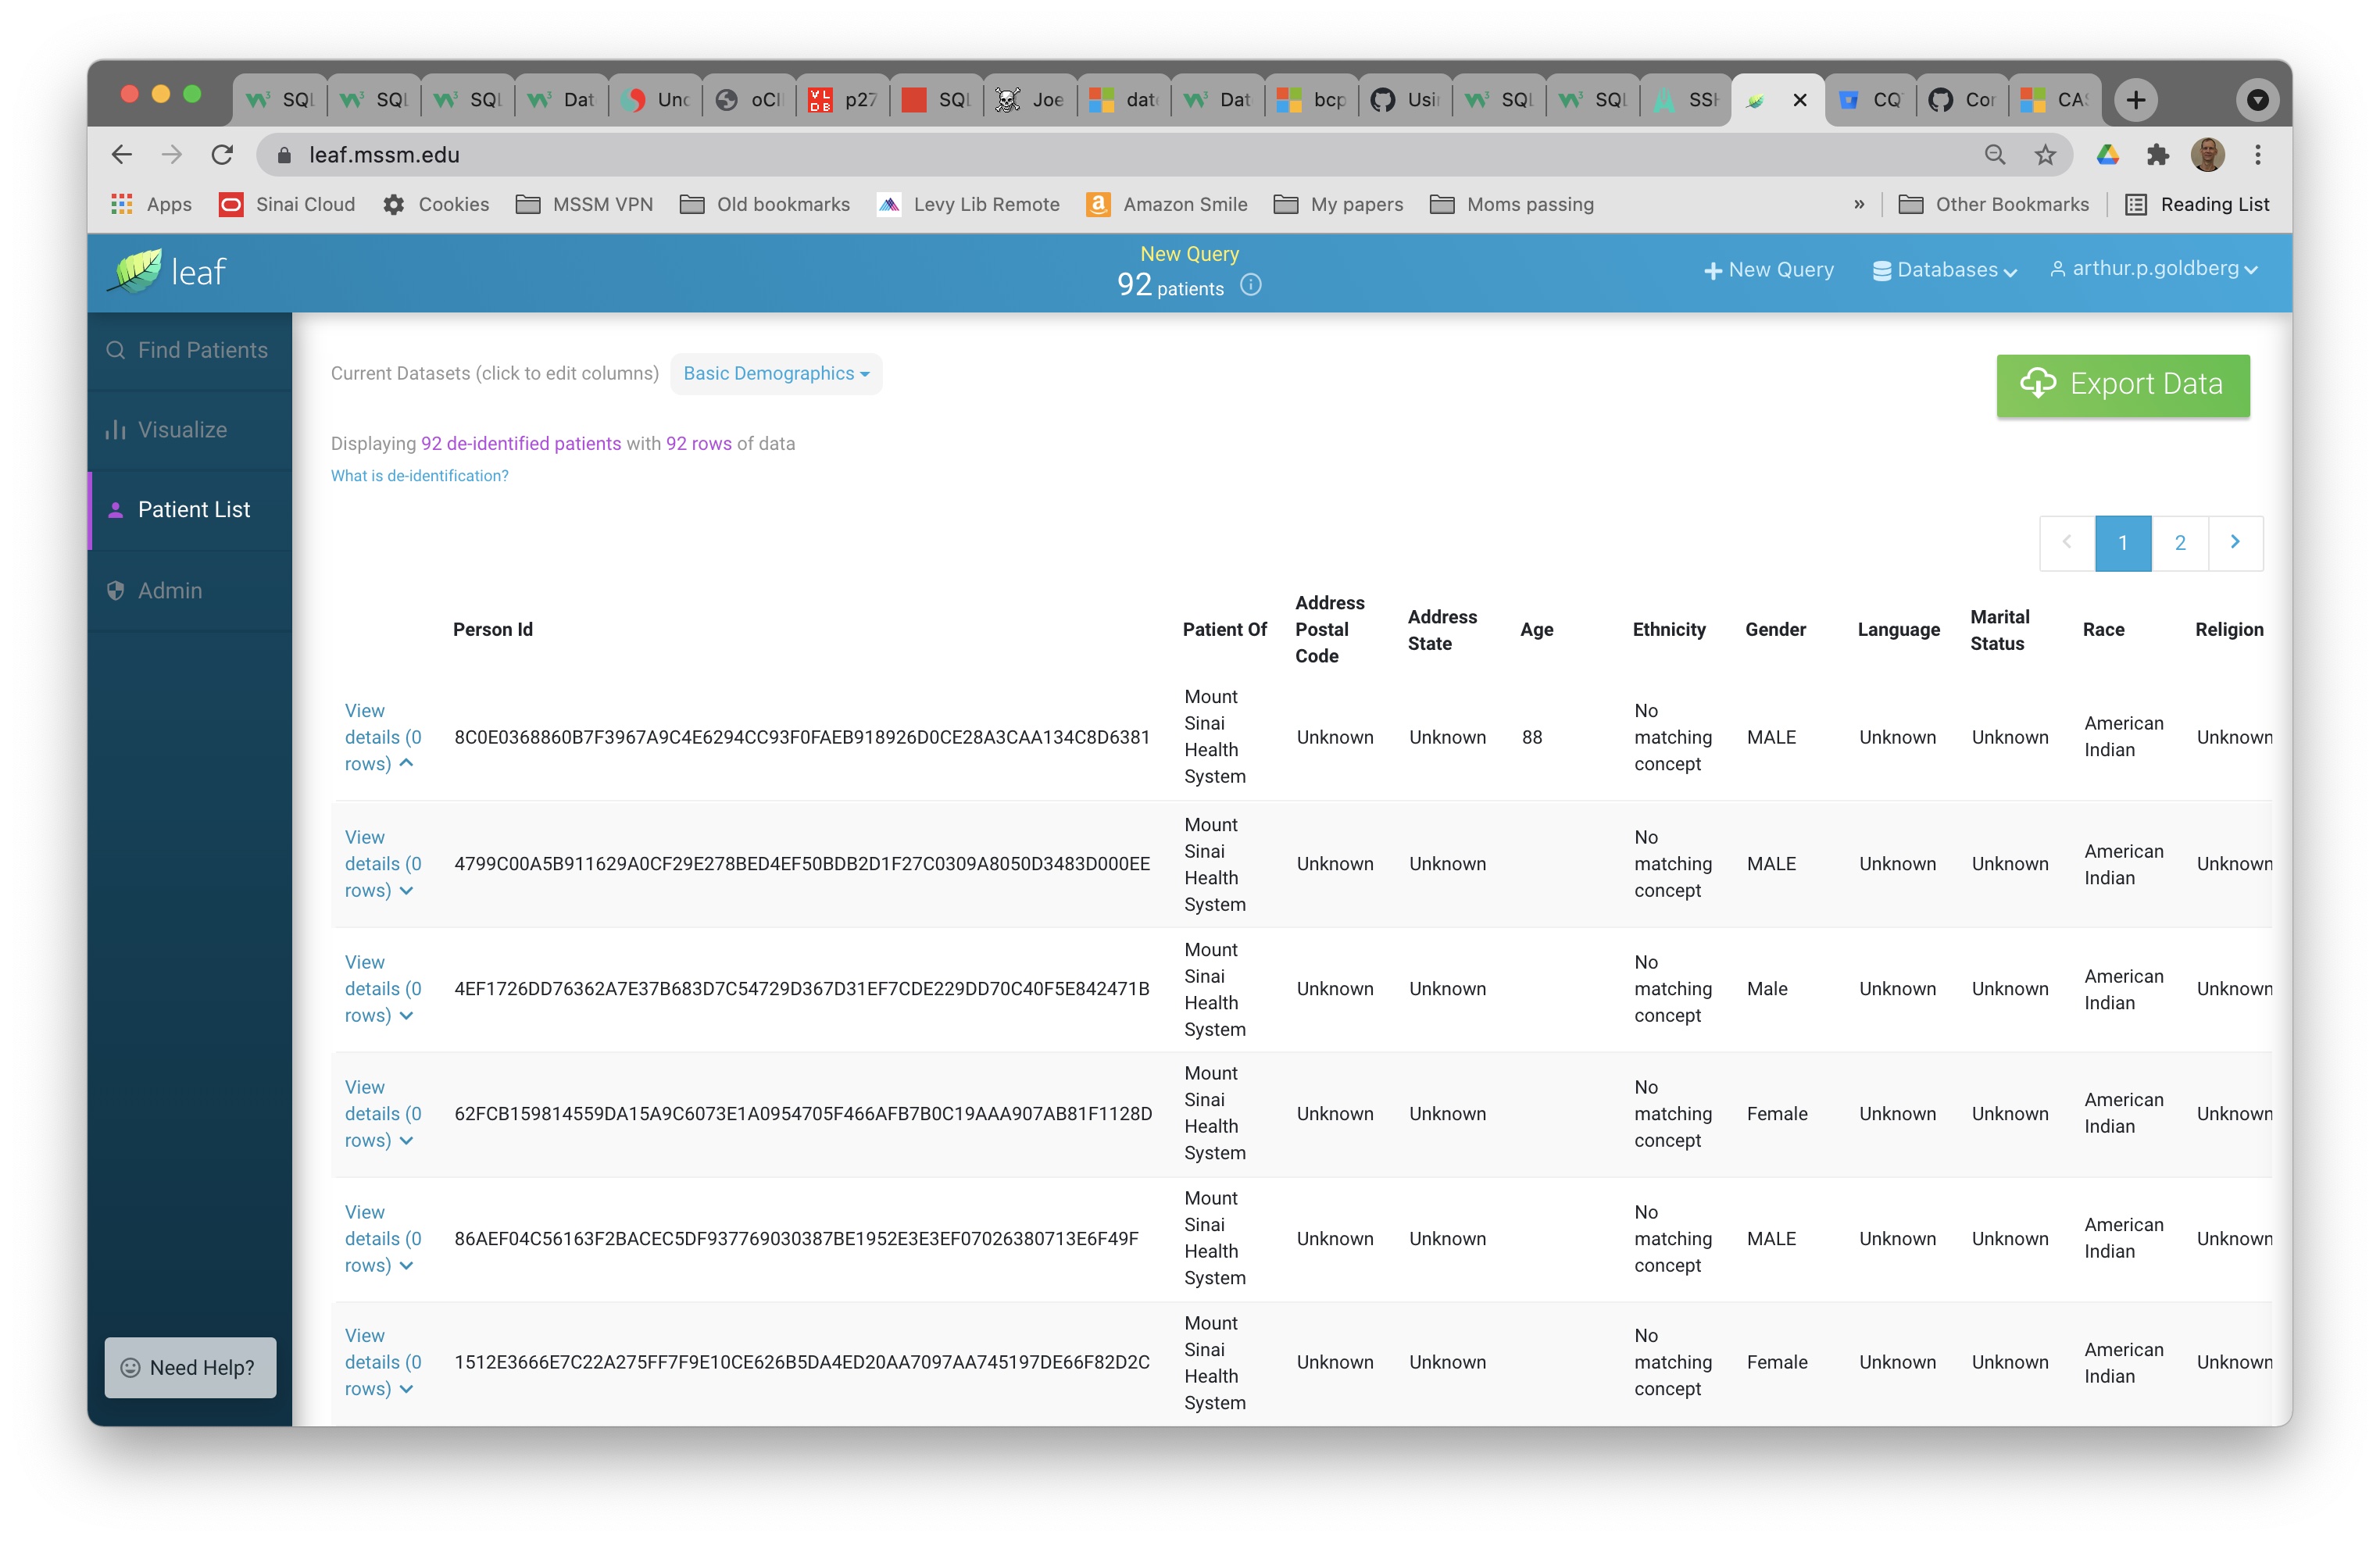 SQL SQL SQL Dat Unc oCl p27 SQL Joe dat Dat bcp Usi SQL SQL SSH CQ Cor CAS
leaf.mssm.edu
Apps Sinai Cloud Cookies MSSM VPN Old bookmarks Levy Lib Remote Amazon Smile My papers Moms passing » Other Bookmarks Reading List
leaf
New Query
92 patients
New Query Databases arthur.p.goldberg
Find Patients
Visualize
Patient List
Admin
Need Help?
Current Datasets (click to edit columns) Basic Demographics
Export Data
Displaying 92 de-identified patients with 92 rows of data
What is de-identification?
1 2
Person Id Patient Of Address Postal Code Address State Age Ethnicity Gender Language Marital Status Race Religion
View details (0 rows) 8C0E0368860B7F3967A9C4E6294CC93F0FAEB918926D0CE28A3CAA134C8D6381 Mount Sinai Health System Unknown Unknown 88 No matching concept MALE Unknown Unknown American Indian Unknown
View details (0 rows) 4799C00A5B911629A0CF29E278BED4EF50BDB2D1F27C0309A8050D3483D000EE Mount Sinai Health System Unknown Unknown No matching concept MALE Unknown Unknown American Indian Unknown
View details (0 rows) 4EF1726DD76362A7E37B683D7C54729D367D31EF7CDE229DD70C40F5E842471B Mount Sinai Health System Unknown Unknown No matching concept Male Unknown Unknown American Indian Unknown
View details (0 rows) 62FCB159814559DA15A9C6073E1A0954705F466AFB7B0C19AAA907AB81F1128D Mount Sinai Health System Unknown Unknown No matching concept Female Unknown Unknown American Indian Unknown
View details (0 rows) 86AEF04C56163F2BACEC5DF937769030387BE1952E3E3EF07026380713E6F49F Mount Sinai Health System Unknown Unknown No matching concept MALE Unknown Unknown American Indian Unknown
View details (0 rows) 1512E3666E7C22A275FF7F9E10CE626B5DA4ED20AA7097AA745197DE66F82D2C Mount Sinai Health System Unknown Unknown No matching concept Female Unknown Unknown American Indian Unknown